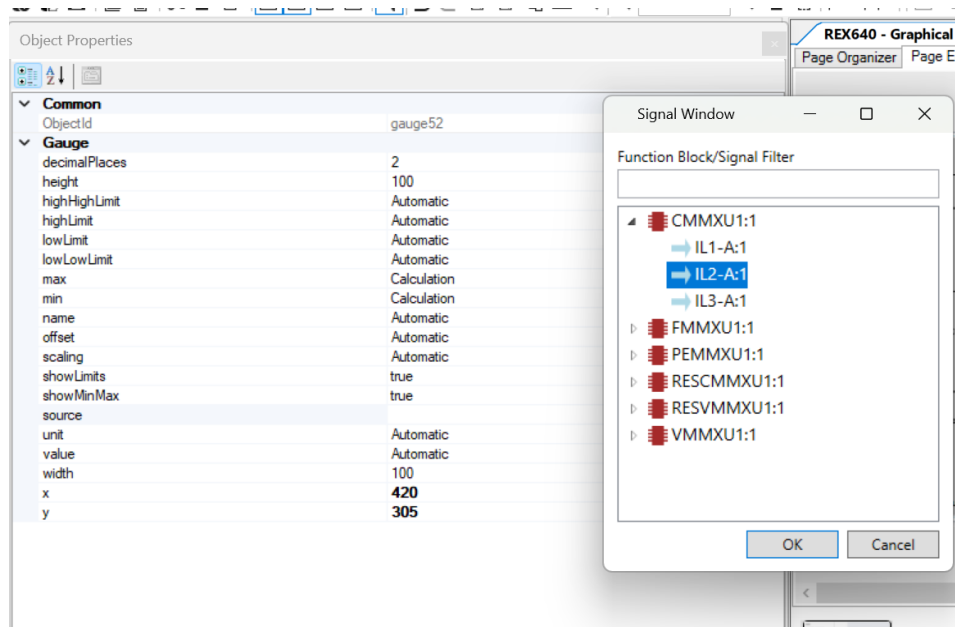 Object Properties
Common
ObjectId gauge52
Gauge
decimalPlaces 2
height 100
highHighLimit Automatic
highLimit Automatic
lowLimit Automatic
lowLowLimit Automatic
max Calculation
min Calculation
name Automatic
offset Automatic
scaling Automatic
showLimits true
showMinMax true
source
unit Automatic
value Automatic
width 100
x 420
y 305
REX640 - Graphical
Page Organizer Page E
Signal Window
Function Block/Signal Filter
CMMXU1:1
IL1-A:1
IL2-A:1
IL3-A:1
FMMXU1:1
PEMMXU1:1
RESCMMXU1:1
RESVMMXU1:1
VMMXU1:1
OK Cancel